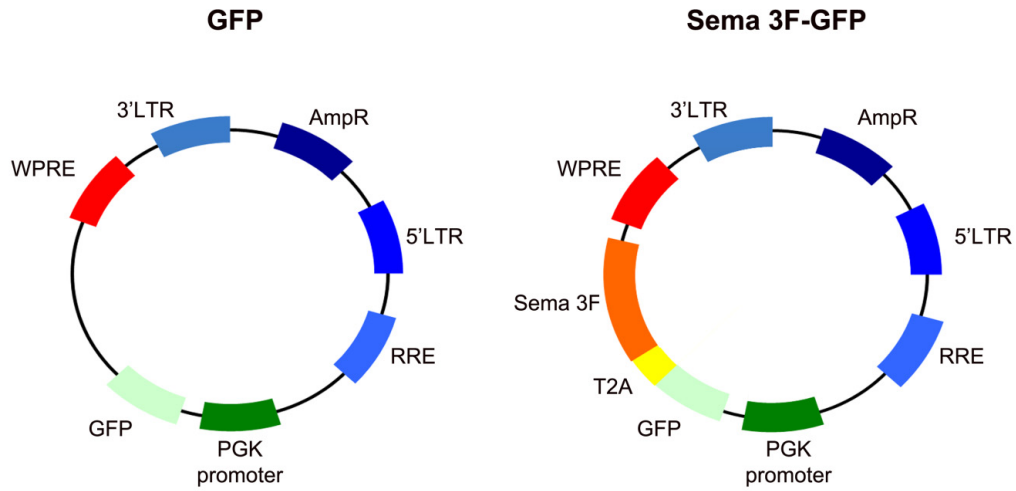 GFP
3’LTR
AmpR
WPRE
5’LTR
RRE
GFP
PGK
promoter
Sema 3F-GFP
3’LTR
AmpR
WPRE
5’LTR
Sema 3F
RRE
T2A
GFP
PGK
promoter